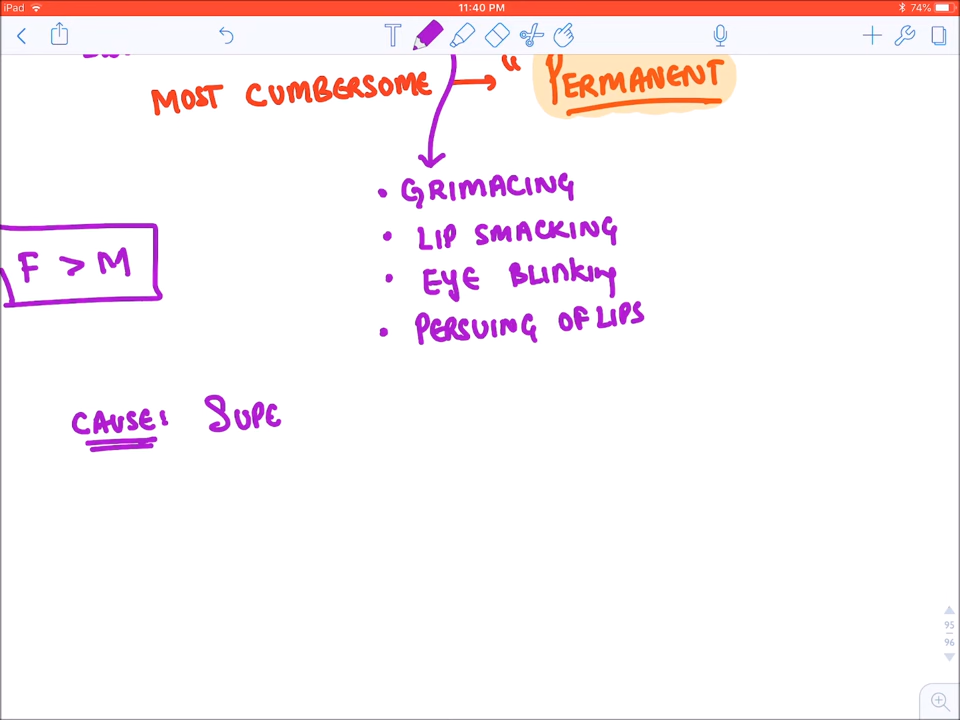 iPad 11:40 PM 74%
T
MOST CUMBERSOME → " PERMANENT
• GRIMACING
• LIP SMACKING
F > M
• EYE BLINKING
• PERSUING OF LIPS
CAUSE: SUPE
95
96